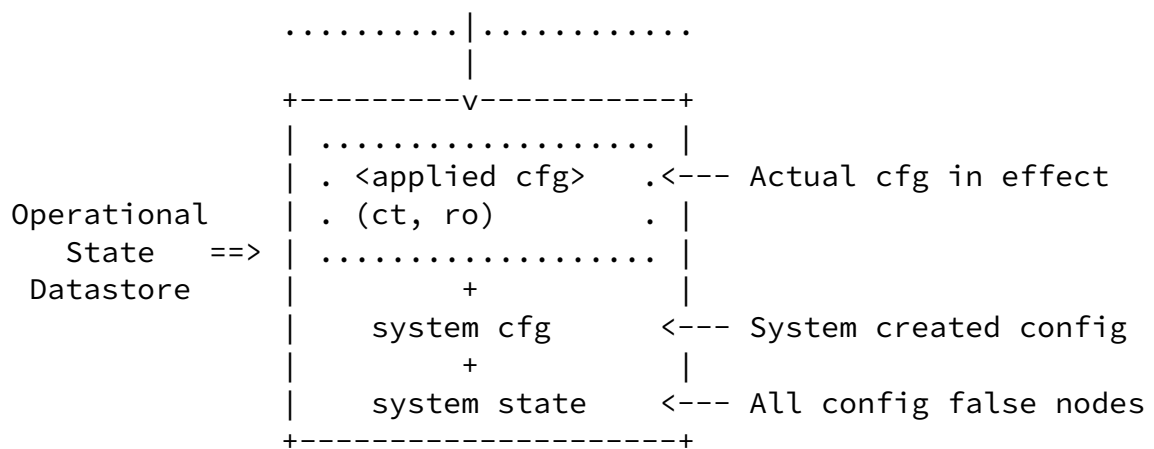 ..........|............
|
+---------v-----------+
| ................... |
| . <applied cfg> .<--- Actual cfg in effect
Operational | . (ct, ro) . |
State ==> | ................... |
Datastore | + |
| system cfg <--- System created config
| + |
| system state <--- All config false nodes
+---------------------+